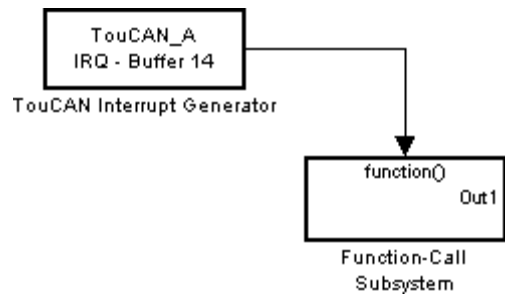 TouCAN_A
IRQ - Buffer 14
TouCAN Interrupt Generator
function()
Out1
Function-Call
Subsystem